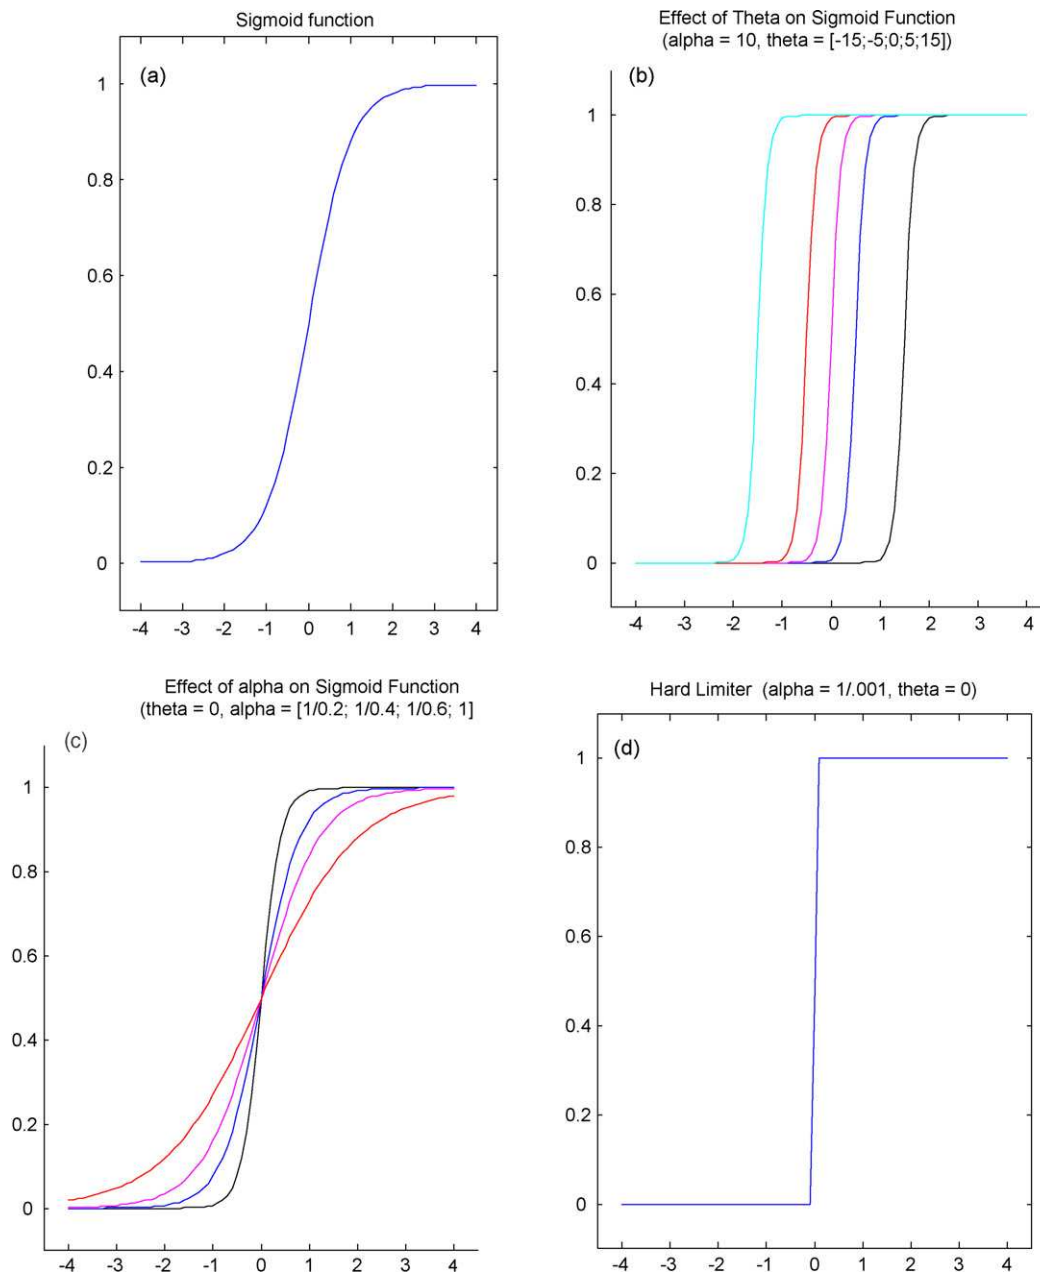 Sigmoid function
(a)
1
0.8
0.6
0.4
0.2
0
-4 -3 -2 -1 0 1 2 3 4
Effect of Theta on Sigmoid Function
(alpha = 10, theta = [-15;-5;0;5;15])
(b)
1
0.8
0.6
0.4
0.2
0
-4 -3 -2 -1 0 1 2 3 4
Effect of alpha on Sigmoid Function
(theta = 0, alpha = [1/0.2; 1/0.4; 1/0.6; 1]
(c)
1
0.8
0.6
0.4
0.2
0
-4 -3 -2 -1 0 1 2 3 4
Hard Limiter (alpha = 1/.001, theta = 0)
(d)
1
0.8
0.6
0.4
0.2
0
-4 -3 -2 -1 0 1 2 3 4